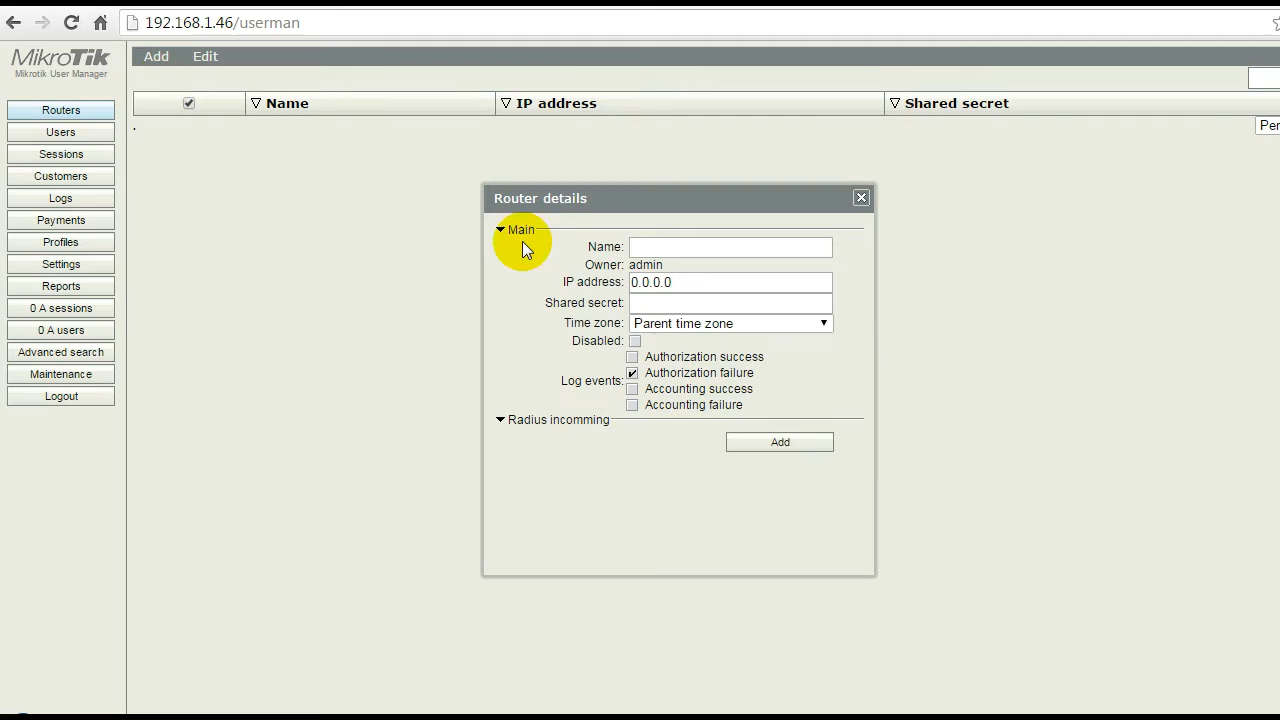 192.168.1.46/userman
MikroTik
Mikrotik User Manager
Add Edit
Name IP address Shared secret
Per
Routers
Users
Sessions
Customers
Logs
Payments
Profiles
Settings
Reports
0 A sessions
0 A users
Advanced search
Maintenance
Logout
Router details
Main
Name:
Owner: admin
IP address: 0.0.0.0
Shared secret:
Time zone: Parent time zone
Disabled:
Log events:
Authorization success
Authorization failure
Accounting success
Accounting failure
Radius incomming
Add